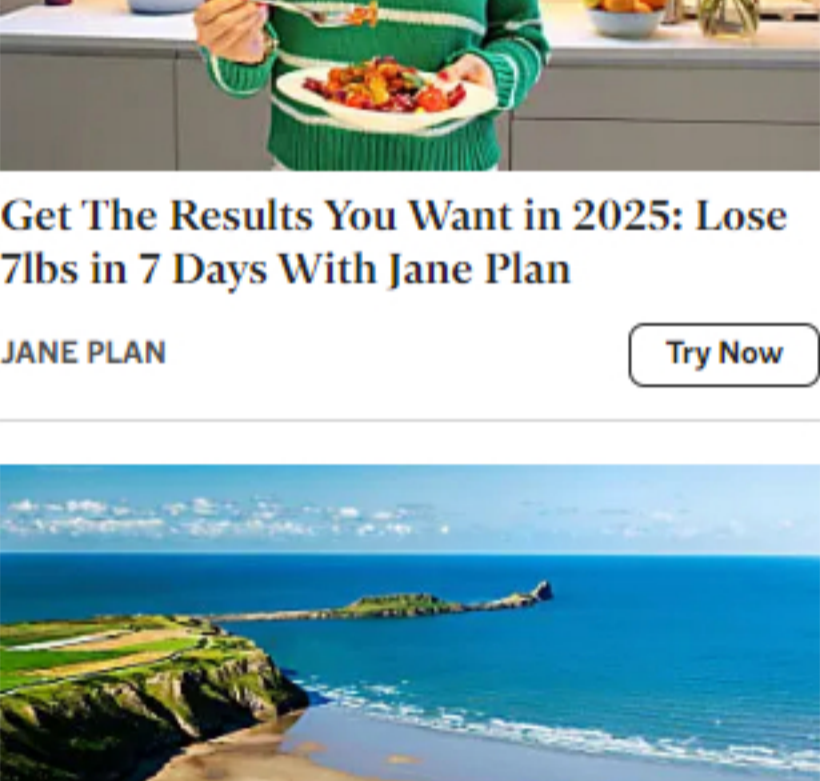 Get The Results You Want in 2025: Lose
7lbs in 7 Days With Jane Plan
JANE PLAN
Try Now